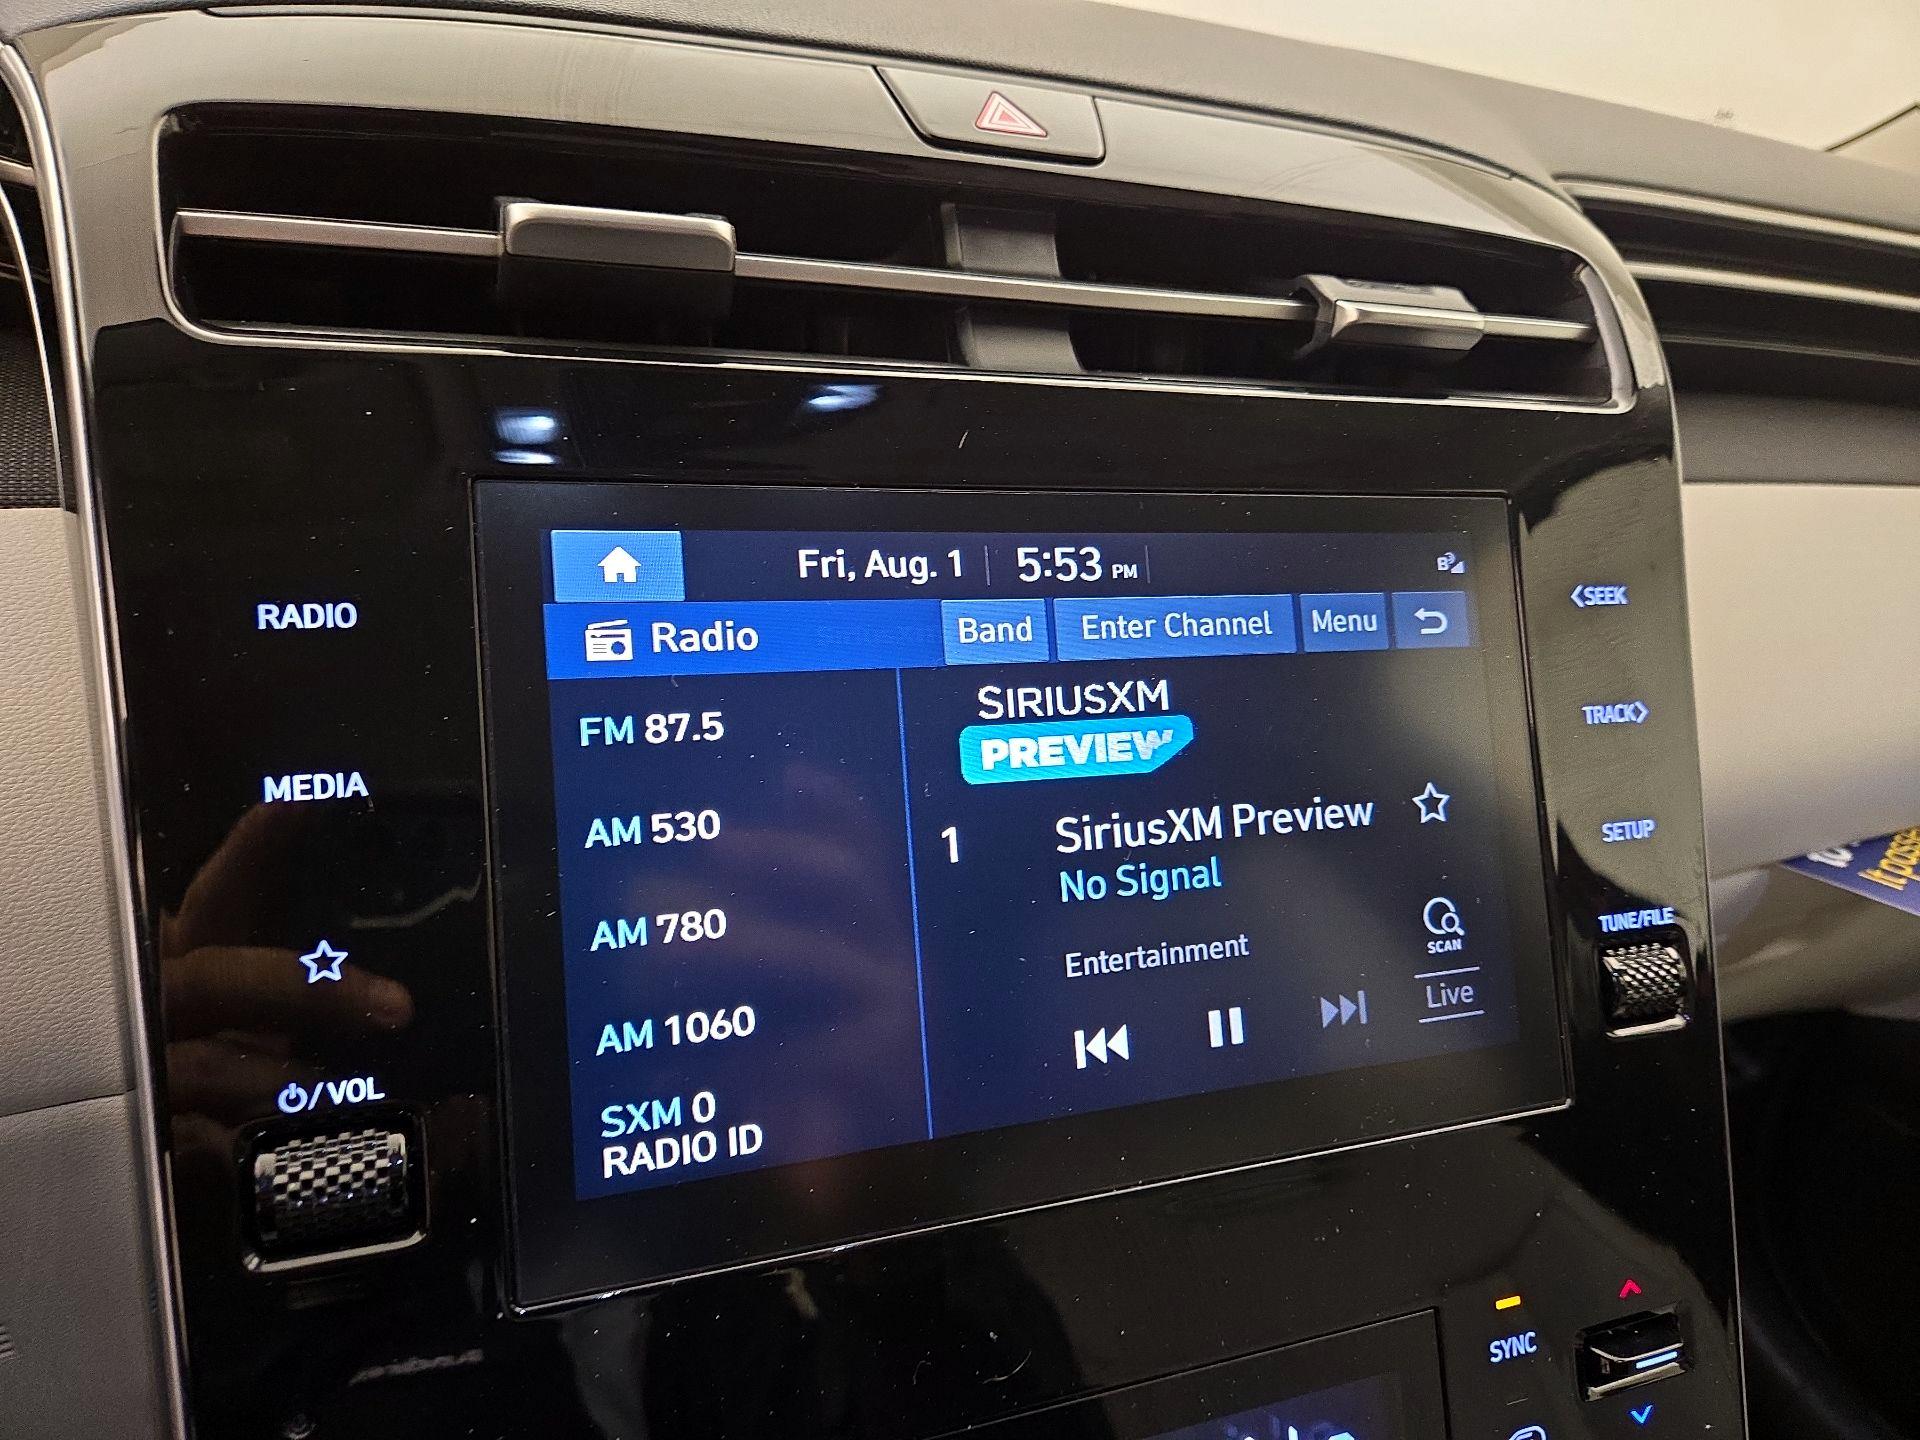 Fri, Aug. 1 5:53 PM
RADIO
Radio Band Enter Channel Menu
<SEEK
FM 87.5
SIRIUSXM
PREVIEW
TRACK>
MEDIA
AM 530
1 SiriusXM Preview
No Signal
SETUP
AM 780
Entertainment
SCAN
TUNE/FILE
AM 1060
Live
/VOL
SXM 0
RADIO ID
SYNC
It